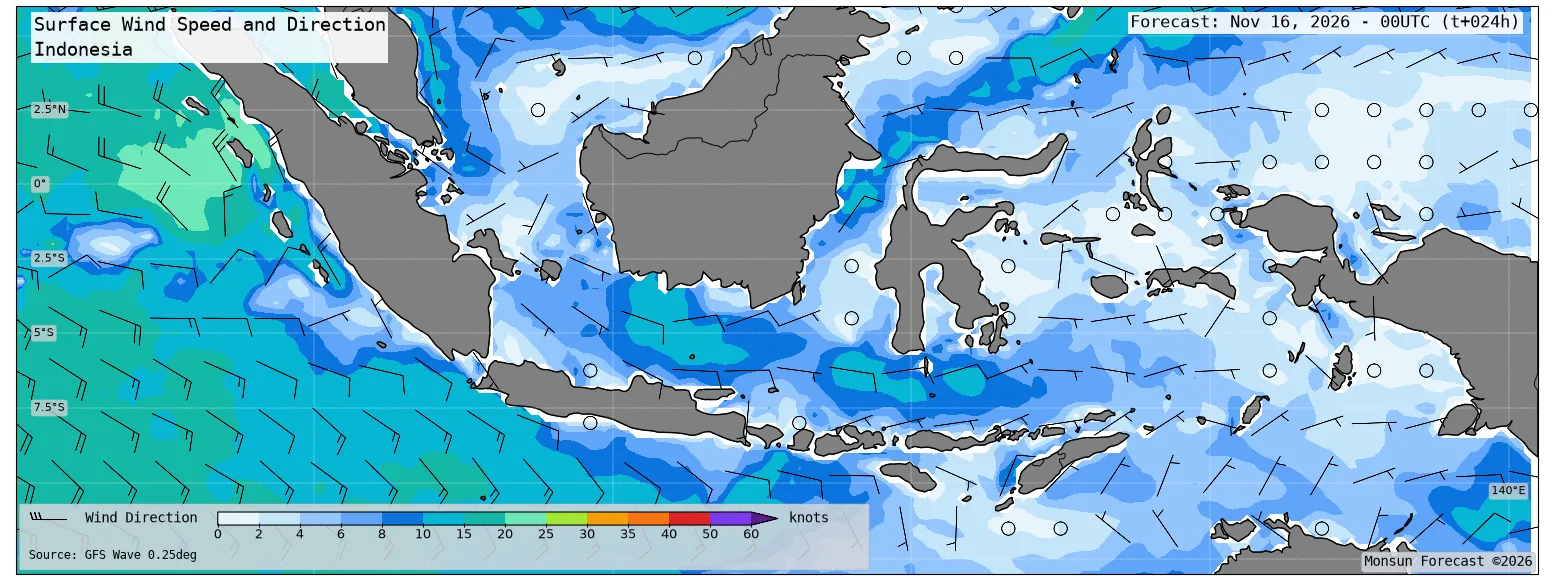 Surface Wind Speed and Direction
Indonesia
Forecast: Nov 16, 2026 - 00UTC (t+024h)
2.5°N
0°
2.5°S
5°S
7.5°S
140°E
Wind Direction
knots
0 2 4 6 8 10 15 20 25 30 35 40 50 60
Source: GFS Wave 0.25deg
Monsun Forecast ©2026